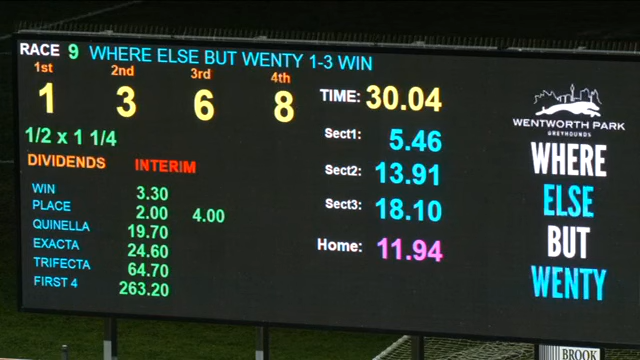 RACE 9 WHERE ELSE BUT WENTY 1-3 WIN
1st 2nd 3rd 4th
1 3 6 8
1/2 x 1 1/4
DIVIDENDS INTERIM
WIN 3.30
PLACE 2.00 4.00
QUINELLA 19.70
EXACTA 24.60
TRIFECTA 64.70
FIRST 4 263.20
TIME: 30.04
Sect1: 5.46
Sect2: 13.91
Sect3: 18.10
Home: 11.94
WENTWORTH PARK
GREYHOUNDS
WHERE
ELSE
BUT
WENTY
BROOK